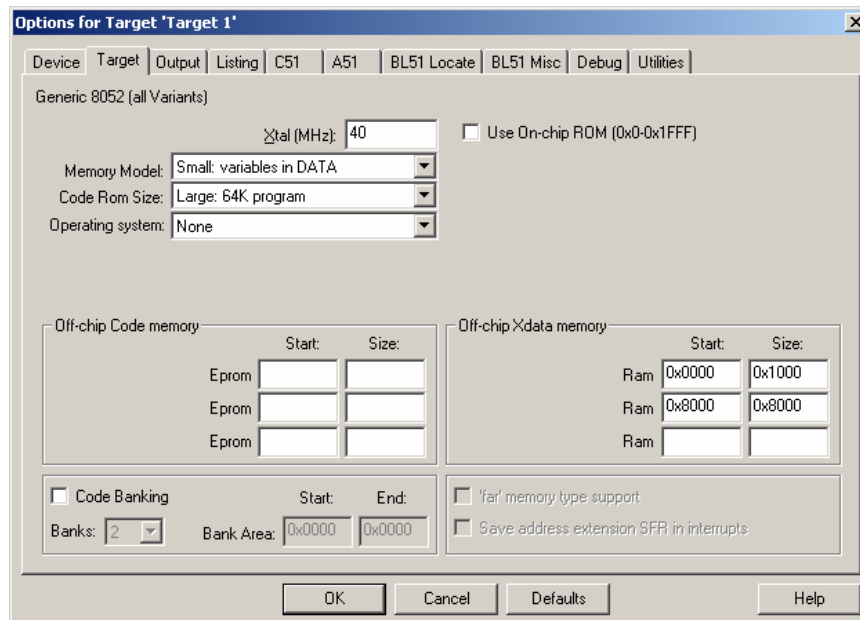 Options for Target 'Target 1'
Device Target Output Listing C51 A51 BL51 Locate BL51 Misc Debug Utilities
Generic 8052 (all Variants)
Xtal (MHz): 40
Use On-chip ROM (0x0-0x1FFF)
Memory Model: Small: variables in DATA
Code Rom Size: Large: 64K program
Operating system: None
Off-chip Code memory
Start: Size:
Eprom
Eprom
Eprom
Off-chip Xdata memory
Start: Size:
Ram 0x0000 0x1000
Ram 0x8000 0x8000
Ram
Code Banking Start: End:
Banks: 2 Bank Area: 0x0000 0x0000
'far' memory type support
Save address extension SFR in interrupts
OK Cancel Defaults Help